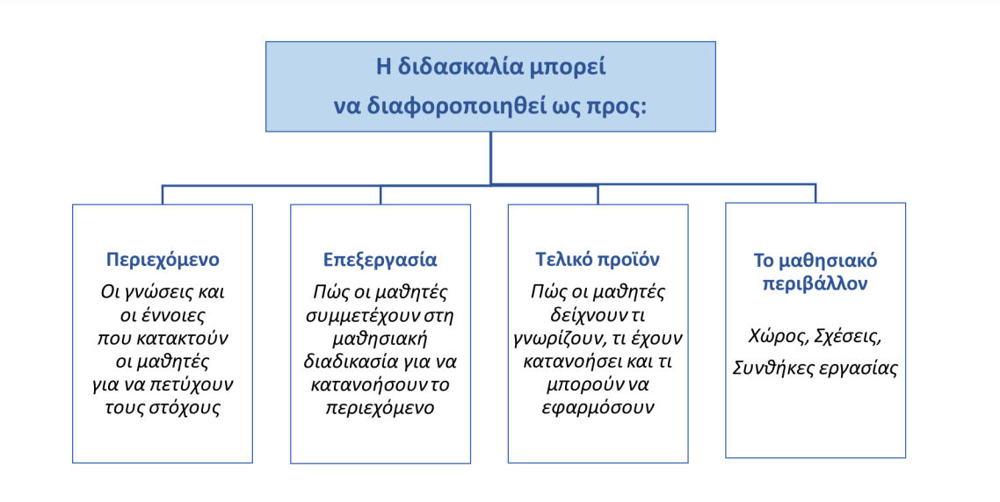 Η διδασκαλία μπορεί
να διαφοροποιηθεί ως προς:
Περιεχόμενο
Οι γνώσεις και
οι έννοιες
που κατακτούν
οι μαθητές
για να πετύχουν
τους στόχους
Επεξεργασία
Πώς οι μαθητές
συμμετέχουν στη
μαθησιακή
διαδικασία για να
κατανοήσουν το
περιεχόμενο
Τελικό προϊόν
Πώς οι μαθητές
δείχνουν τι
γνωρίζουν, τι έχουν
κατανοήσει και τι
μπορούν να
εφαρμόσουν
Το μαθησιακό
περιβάλλον
Χώρος, Σχέσεις,
Συνθήκες εργασίας